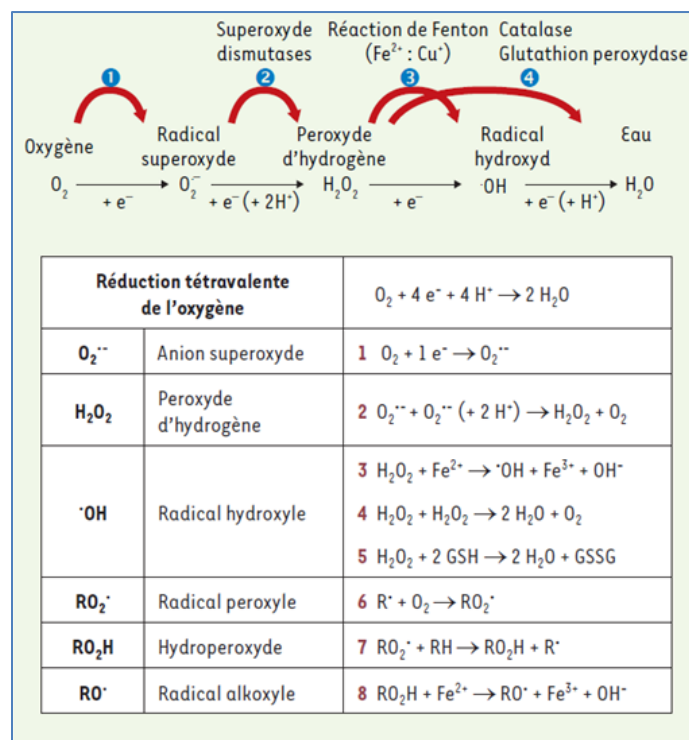 Superoxyde Réaction de Fenton Catalase
dismutases (Fe²⁺ : Cu⁺) Glutathion peroxydase
1 2 3 4
Oxygène Radical superoxyde Peroxyde d'hydrogène Radical hydroxyd Eau
O₂ O₂·⁻ H₂O₂ ·OH H₂O
+ e⁻ + e⁻ (+ 2H⁺) + e⁻ + e⁻ (+ H⁺)
Réduction tétravalente
de l'oxygène
O₂ + 4 e⁻ + 4 H⁺ → 2 H₂O
O₂·⁻ Anion superoxyde 1 O₂ + 1 e⁻ → O₂·⁻
H₂O₂ Peroxyde
d'hydrogène
2 O₂·⁻ + O₂·⁻ (+ 2 H⁺) → H₂O₂ + O₂
·OH Radical hydroxyle
3 H₂O₂ + Fe²⁺ → ·OH + Fe³⁺ + OH⁻
4 H₂O₂ + H₂O₂ → 2 H₂O + O₂
5 H₂O₂ + 2 GSH → 2 H₂O + GSSG
RO₂· Radical peroxyle 6 R· + O₂ → RO₂·
RO₂H Hydroperoxyde 7 RO₂· + RH → RO₂H + R·
RO· Radical alkoxyle 8 RO₂H + Fe²⁺ → RO· + Fe³⁺ + OH⁻